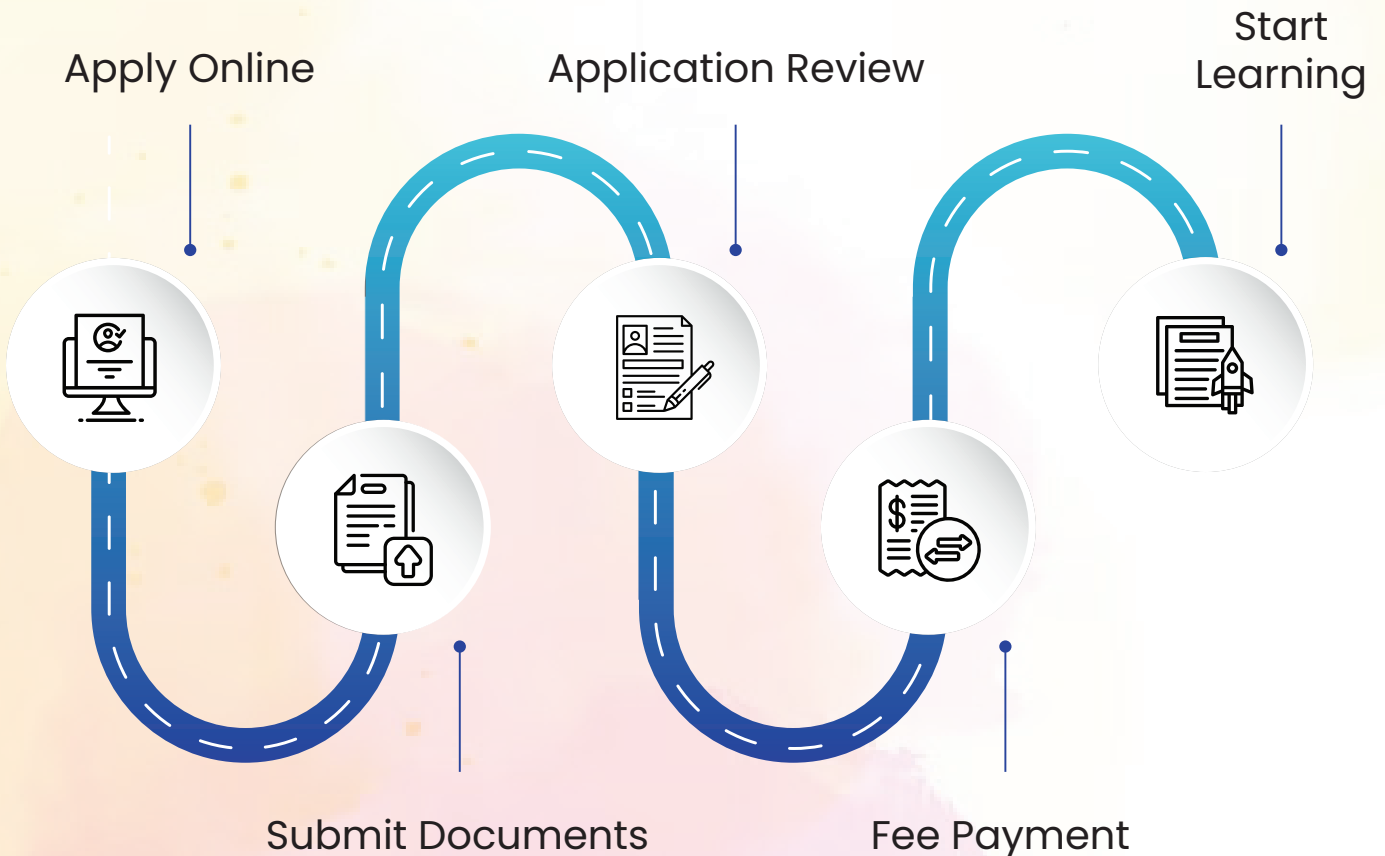 Apply Online
Submit Documents
Application Review
Fee Payment
Start
Learning
$